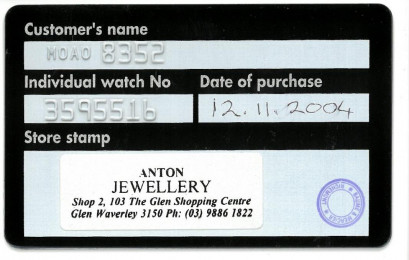 Customer's name
MOAO 8352
Individual watch No Date of purchase
3595516 12.11.2004
Store stamp
ANTON
JEWELLERY
Shop 2, 103 The Glen Shopping Centre
Glen Waverley 3150 Ph: (03) 9886 1822